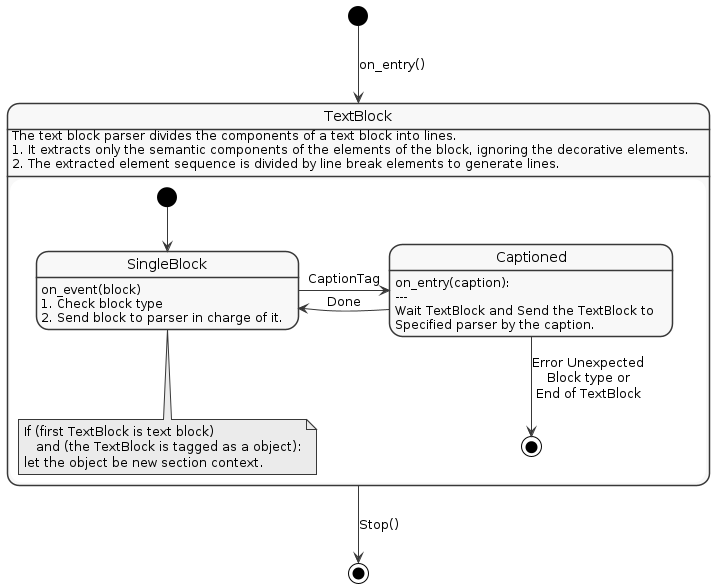 on_entry()
TextBlock
The text block parser divides the components of a text block into lines.
1. It extracts only the semantic components of the elements of the block, ignoring the decorative elements.
2. The extracted element sequence is divided by line break elements to generate lines.
SingleBlock
on_event(block)
1. Check block type
2. Send block to parser in charge of it.
CaptionTag
Done
Captioned
on_entry(caption):
---
Wait TextBlock and Send the TextBlock to
Specified parser by the caption.
Error Unexpected
Block type or
End of TextBlock
If (first TextBlock is text block)
and (the TextBlock is tagged as a object):
let the object be new section context.
Stop()